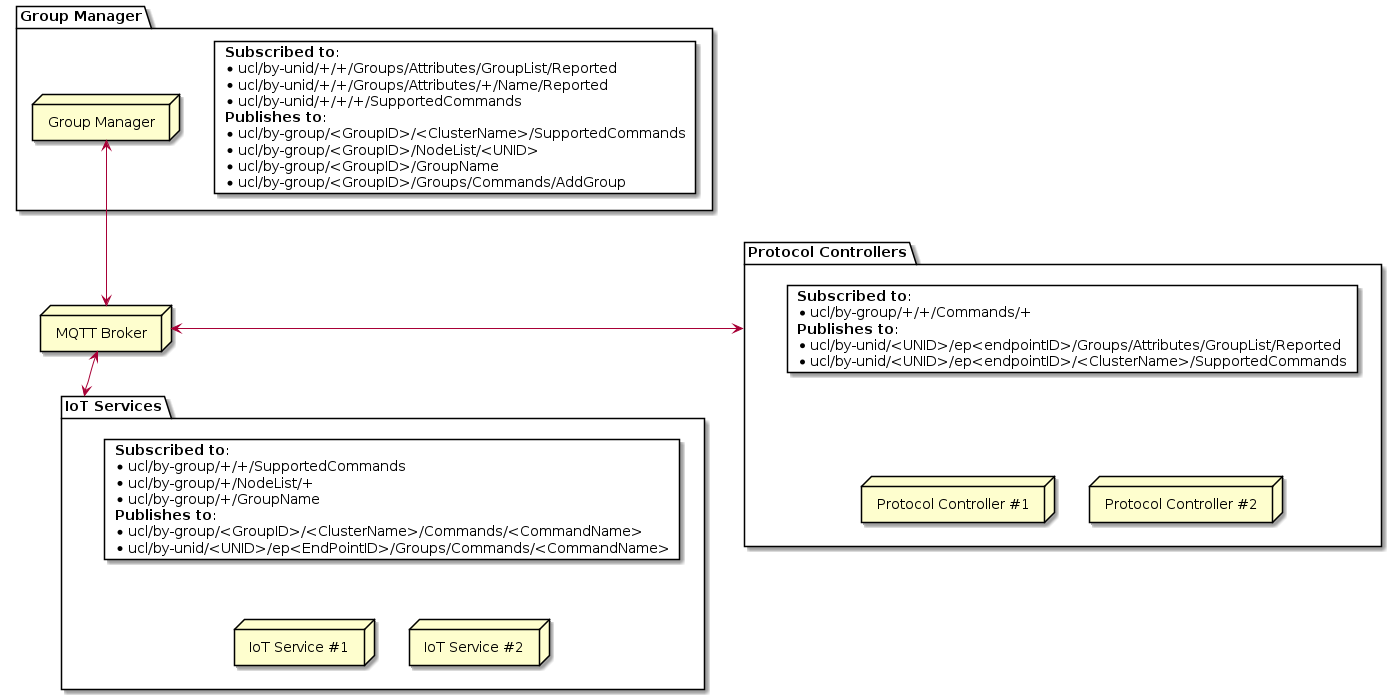 Group Manager
Subscribed to:
• ucl/by-unid/+/+/Groups/Attributes/GroupList/Reported
• ucl/by-unid/+/+/Groups/Attributes/+/Name/Reported
• ucl/by-unid/+/+/+/SupportedCommands
Publishes to:
• ucl/by-group/<GroupID>/<ClusterName>/SupportedCommands
• ucl/by-group/<GroupID>/NodeList/<UNID>
• ucl/by-group/<GroupID>/GroupName
• ucl/by-group/<GroupID>/Groups/Commands/AddGroup
Group Manager
Protocol Controllers
Subscribed to:
• ucl/by-group/+/+/Commands/+
Publishes to:
• ucl/by-unid/<UNID>/ep<endpointID>/Groups/Attributes/GroupList/Reported
• ucl/by-unid/<UNID>/ep<endpointID>/<ClusterName>/SupportedCommands
Protocol Controller #1
Protocol Controller #2
MQTT Broker
IoT Services
Subscribed to:
• ucl/by-group/+/+/SupportedCommands
• ucl/by-group/+/NodeList/+
• ucl/by-group/+/GroupName
Publishes to:
• ucl/by-group/<GroupID>/<ClusterName>/Commands/<CommandName>
• ucl/by-unid/<UNID>/ep<EndPointID>/Groups/Commands/<CommandName>
IoT Service #1
IoT Service #2